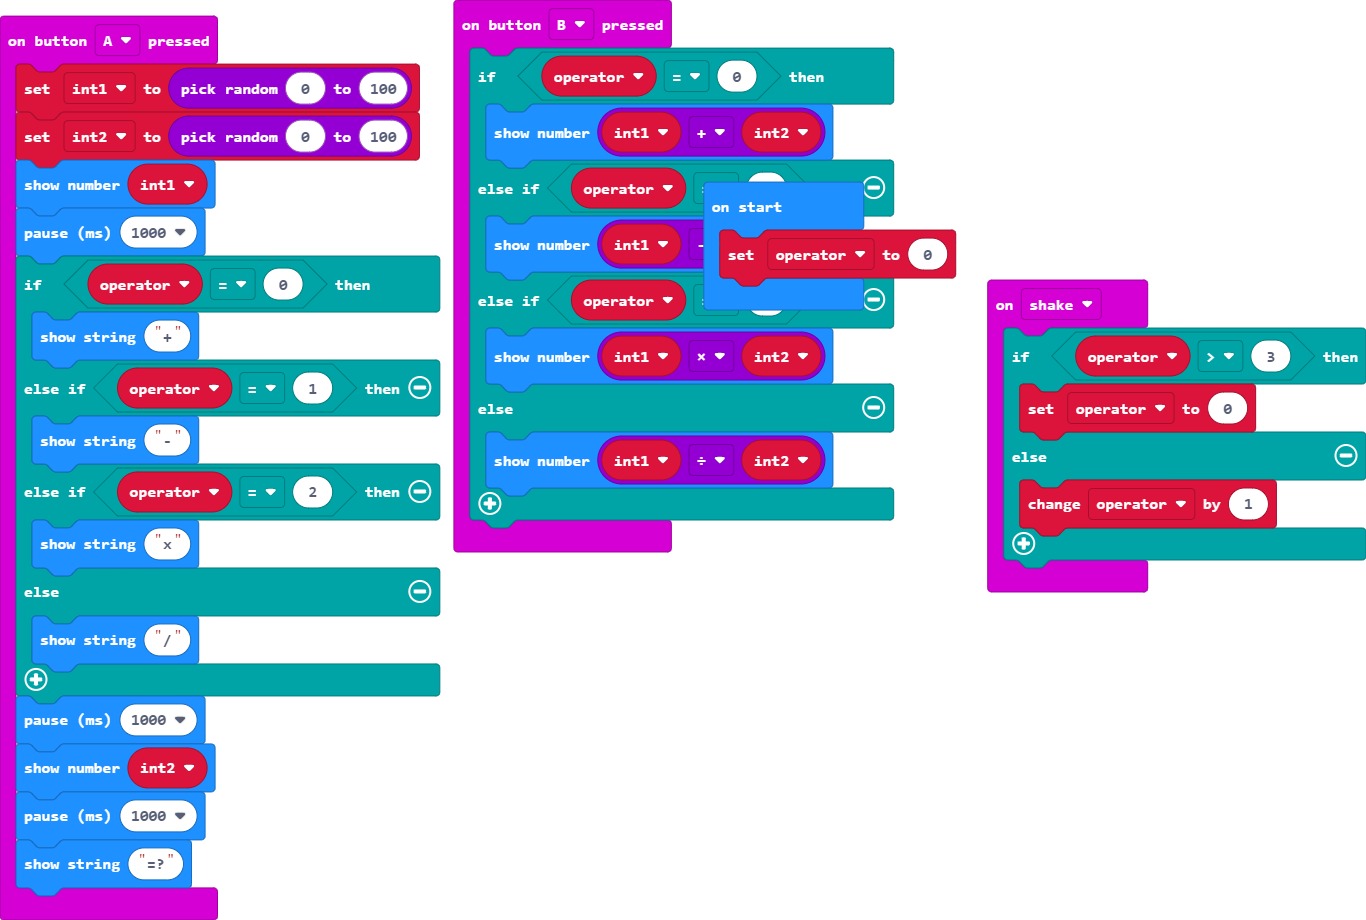 on button A pressed
set int1 to pick random 0 to 100
set int2 to pick random 0 to 100
show number int1
pause (ms) 1000
if operator = 0 then
show string "+"
else if operator = 1 then
show string "-"
else if operator = 2 then
show string "x"
else
show string "/"
pause (ms) 1000
show number int2
pause (ms) 1000
show string "=?"
on button B pressed
if operator = 0 then
show number int1 + int2
else if operator
show number int1
else if operator
show number int1 × int2
else
show number int1 ÷ int2
on start
set operator to 0
on shake
if operator > 3 then
set operator to 0
else
change operator by 1